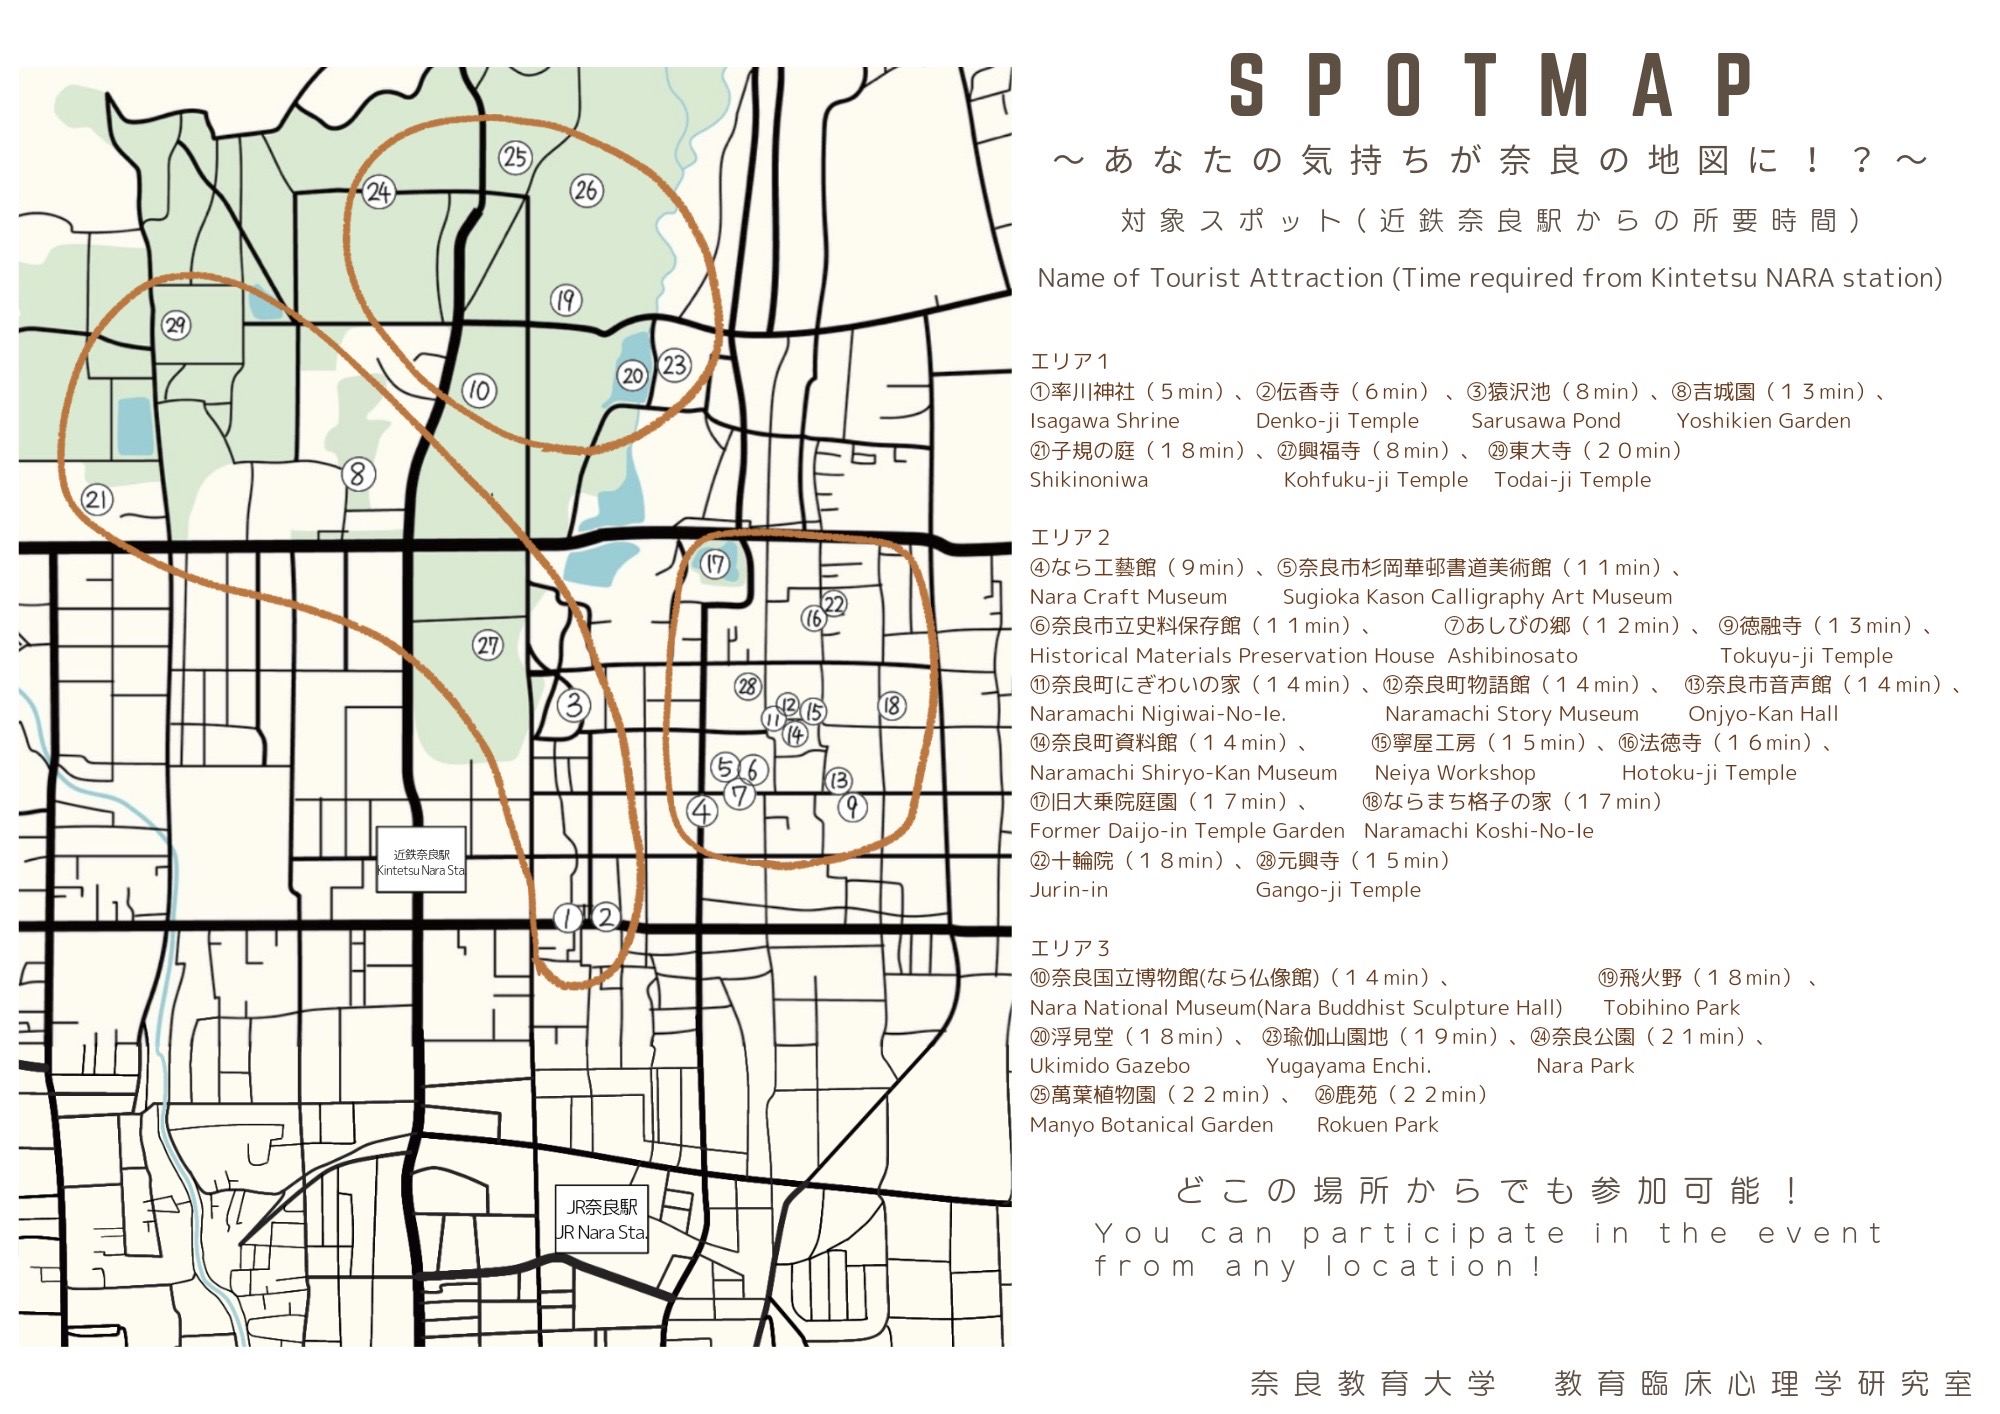 SPOTMAP
～あなたの気持ちが奈良の地図に！？～
対象スポット(近鉄奈良駅からの所要時間)
Name of Tourist Attraction (Time required from Kintetsu NARA station)
エリア１
①率川神社（５min）、②伝香寺（６min）、③猿沢池（８min）、⑧吉城園（１３min）、
Isagawa Shrine Denko-ji Temple Sarusawa Pond Yoshikien Garden
㉑子規の庭（１８min）、㉗興福寺（８min）、㉙東大寺（２０min）
Shikinoniwa Kohfuku-ji Temple Todai-ji Temple
エリア２
④なら工藝館（９min）、⑤奈良市杉岡華邨書道美術館（１１min）、
Nara Craft Museum Sugioka Kason Calligraphy Art Museum
⑥奈良市立史料保存館（１１min）、 ⑦あしびの郷（１２min）、⑨徳融寺（１３min）、
Historical Materials Preservation House Ashibinosato Tokuyu-ji Temple
⑪奈良町にぎわいの家（１４min）、⑫奈良町物語館（１４min）、 ⑬奈良市音声館（１４min）、
Naramachi Nigiwai-No-Ie. Naramachi Story Museum Onjyo-Kan Hall
⑭奈良町資料館（１４min）、 ⑮寧屋工房（１５min）、⑯法徳寺（１６min）、
Naramachi Shiryo-Kan Museum Neiya Workshop Hotoku-ji Temple
⑰旧大乗院庭園（１７min）、 ⑱ならまち格子の家（１７min）
Former Daijo-in Temple Garden Naramachi Koshi-No-Ie
㉒十輪院（１８min）、㉘元興寺（１５min）
Jurin-in Gango-ji Temple
エリア３
⑩奈良国立博物館(なら仏像館)（１４min）、 ⑲飛火野（１８min）、
Nara National Museum(Nara Buddhist Sculpture Hall) Tobihino Park
⑳浮見堂（１８min）、㉓瑜伽山園地（１９min）、㉔奈良公園（２１min）、
Ukimido Gazebo Yugayama Enchi. Nara Park
㉕萬葉植物園（２２min）、 ㉖鹿苑（２２min）
Manyo Botanical Garden Rokuen Park
どこの場所からでも参加可能！
You can participate in the event
from any location!
奈良教育大学 教育臨床心理学研究室
㉕
㉔
㉖
⑲
㉙
㉓
⑳
⑩
⑧
㉑
⑰
㉒
⑯
㉗
㉘
③
⑫
⑮
⑱
⑪
⑭
⑤
⑥
⑬
⑦
④
⑨
近鉄奈良駅
Kintetsu Nara Sta.
①
②
JR奈良駅
JR Nara Sta.